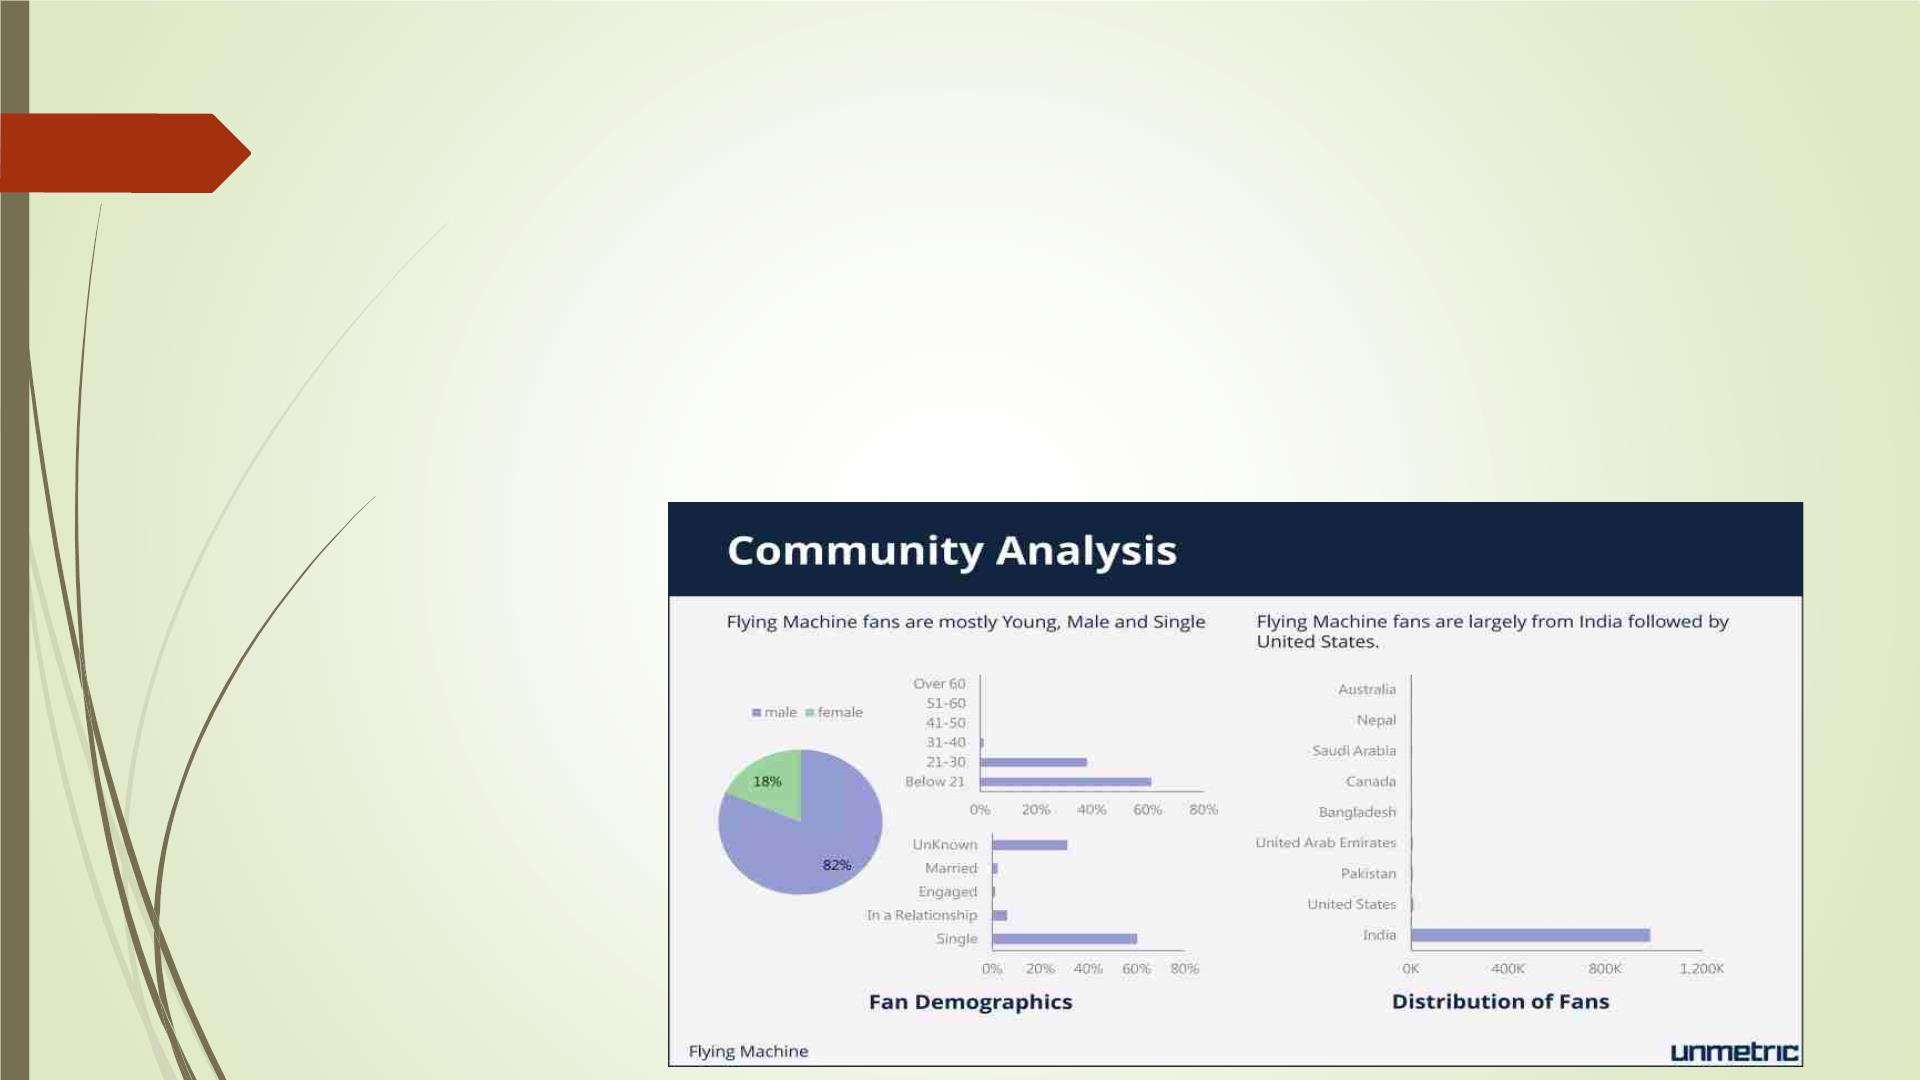 Community Analysis
Flying Machine fans are mostly Young, Male and Single
male female
18%
82%
Over 60
51-60
41-50
31-40
21-30
Below 21
0% 20% 40% 60% 80%
UnKnown
Married
Engaged
In a Relationship
Single
0% 20% 40% 60% 80%
Fan Demographics
Flying Machine fans are largely from India followed by
United States.
Australia
Nepal
Saudi Arabia
Canada
Bangladesh
United Arab Emirates
Pakistan
United States
India
0K 400K 800K 1,200K
Distribution of Fans
Flying Machine
unmetric